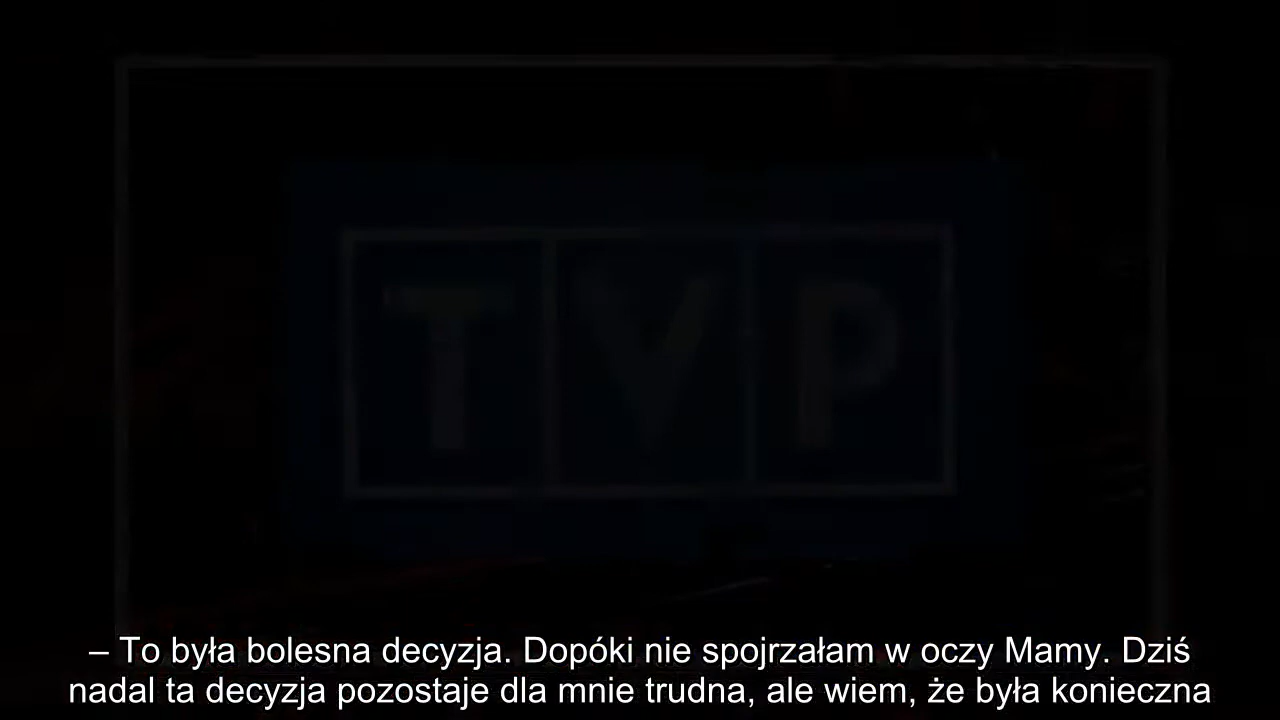 TVP
– To była bolesna decyzja. Dopóki nie spojrzałam w oczy Mamy. Dziś
nadal ta decyzja pozostaje dla mnie trudna, ale wiem, że była konieczna